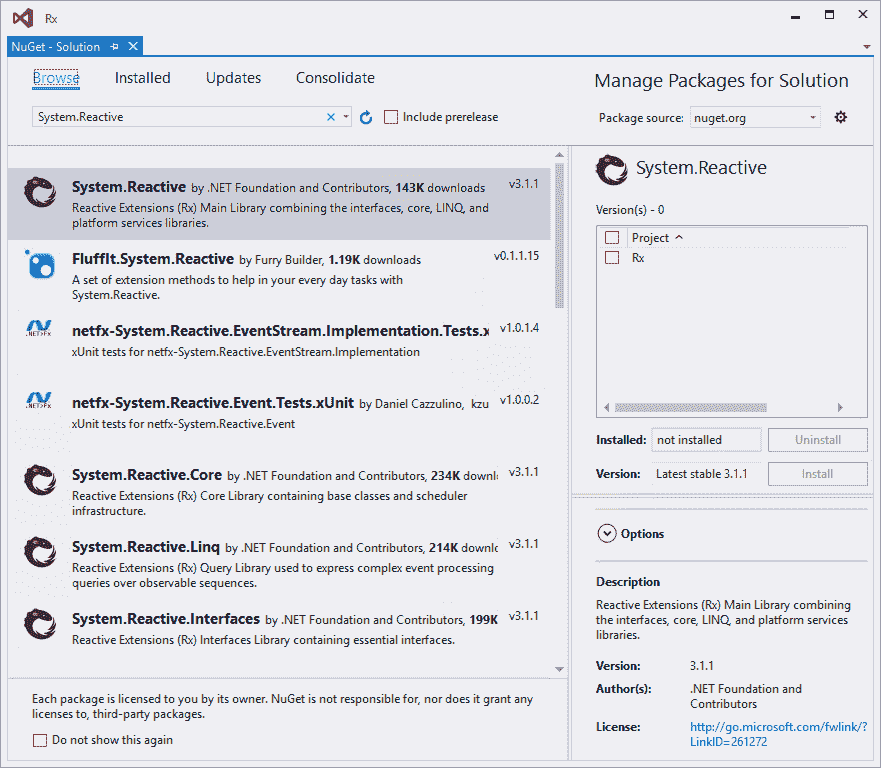 Rx
NuGet - Solution
Browse Installed Updates Consolidate
Manage Packages for Solution
System.Reactive
Include prerelease
Package source: nuget.org
System.Reactive by .NET Foundation and Contributors, 143K downloads v3.1.1
Reactive Extensions (Rx) Main Library combining the interfaces, core, LINQ, and
platform services libraries.
FluffIt.System.Reactive by Furry Builder, 1.19K downloads v0.1.1.15
A set of extension methods to help in your every day tasks with
System.Reactive.
.NET>Fx
netfx-System.Reactive.EventStream.Implementation.Tests.x v1.0.1.4
xUnit tests for netfx-System.Reactive.EventStream.Implementation
.NET>Fx
netfx-System.Reactive.Event.Tests.xUnit by Daniel Cazzulino, kzu v1.0.0.2
xUnit tests for netfx-System.Reactive.Event
System.Reactive.Core by .NET Foundation and Contributors, 234K downl v3.1.1
Reactive Extensions (Rx) Core Library containing base classes and scheduler
infrastructure.
System.Reactive.Linq by .NET Foundation and Contributors, 214K downlo v3.1.1
Reactive Extensions (Rx) Query Library used to express complex event processing
queries over observable sequences.
System.Reactive.Interfaces by .NET Foundation and Contributors, 199K v3.1.1
Reactive Extensions (Rx) Interfaces Library containing essential interfaces.
Each package is licensed to you by its owner. NuGet is not responsible for, nor does it grant any
licenses to, third-party packages.
Do not show this again
System.Reactive
Version(s) - 0
Project
Rx
Installed: not installed Uninstall
Version: Latest stable 3.1.1 Install
Options
Description
Reactive Extensions (Rx) Main Library combining
the interfaces, core, LINQ, and platform services
libraries.
Version: 3.1.1
Author(s): .NET Foundation and
Contributors
License: http://go.microsoft.com/fwlink/?
LinkID=261272